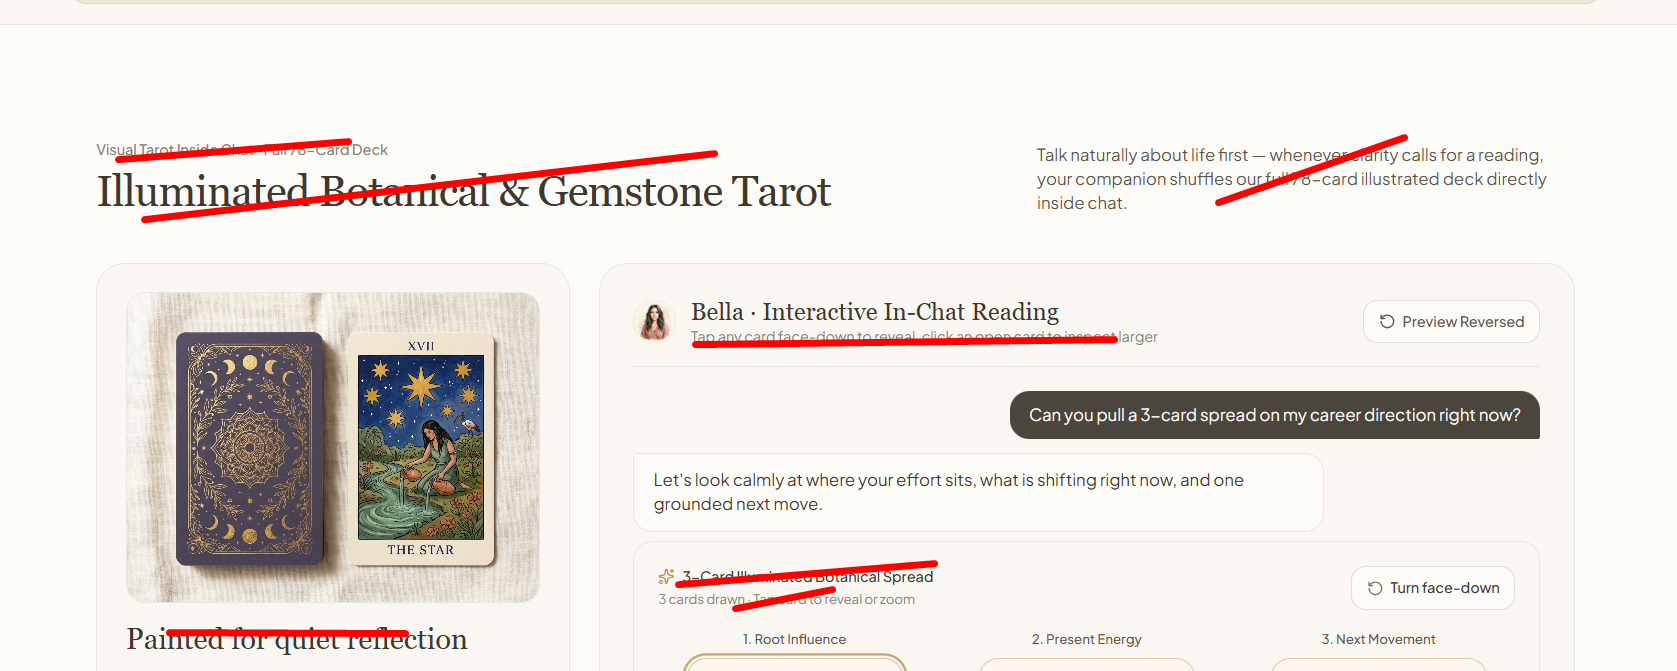 Visual Tarot Inside Chat · Full 78-Card Deck
Illuminated Botanical & Gemstone Tarot
Talk naturally about life first — whenever clarity calls for a reading,
your companion shuffles our full 78-card illustrated deck directly
inside chat.
XVII
THE STAR
Painted for quiet reflection
Bella · Interactive In-Chat Reading
Tap any card face-down to reveal, click an open card to inspect larger
Preview Reversed
Can you pull a 3-card spread on my career direction right now?
Let's look calmly at where your effort sits, what is shifting right now, and one
grounded next move.
3-Card Illuminated Botanical Spread
3 cards drawn · Tap card to reveal or zoom
Turn face-down
1. Root Influence
2. Present Energy
3. Next Movement